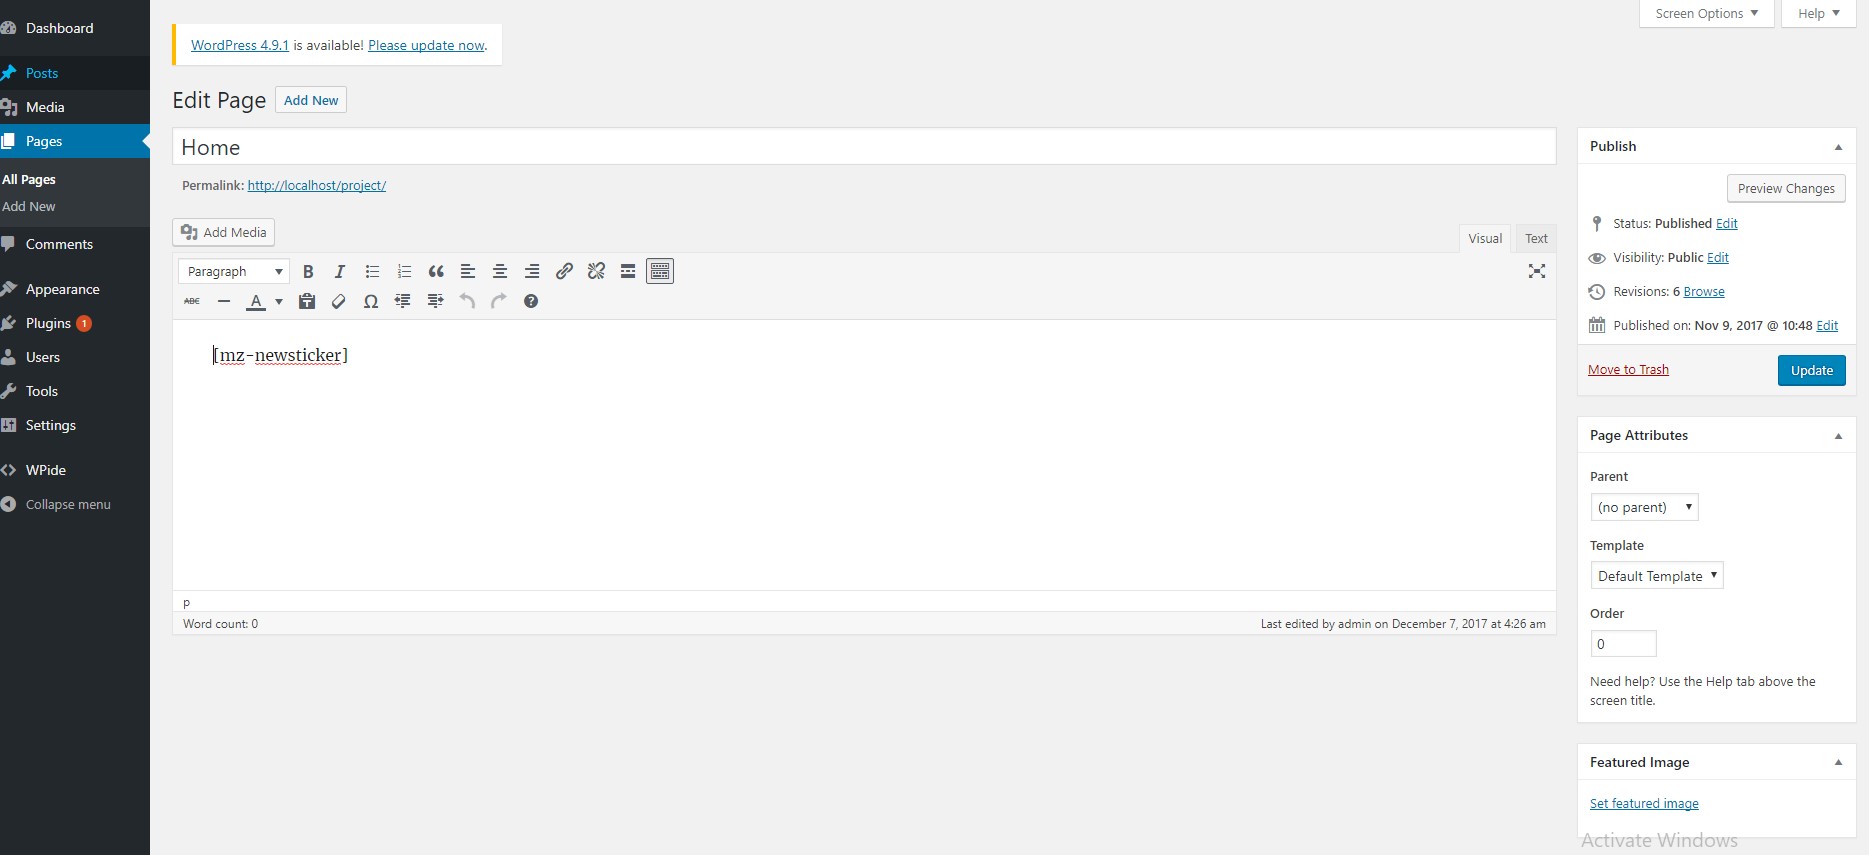 Screen Options
Help
Dashboard
Posts
Media
Pages
All Pages
Add New
Comments
Appearance
Plugins 1
Users
Tools
Settings
WPide
Collapse menu
WordPress 4.9.1 is available! Please update now.
Edit Page Add New
Home
Permalink: http://localhost/project/
Add Media
Visual Text
Paragraph
B I
ABC A Ω
[mz-newsticker]
p
Word count: 0
Last edited by admin on December 7, 2017 at 4:26 am
Publish
Preview Changes
Status: Published Edit
Visibility: Public Edit
Revisions: 6 Browse
Published on: Nov 9, 2017 @ 10:48 Edit
Move to Trash
Update
Page Attributes
Parent
(no parent)
Template
Default Template
Order
0
Need help? Use the Help tab above the
screen title.
Featured Image
Set featured image
Activate Windows